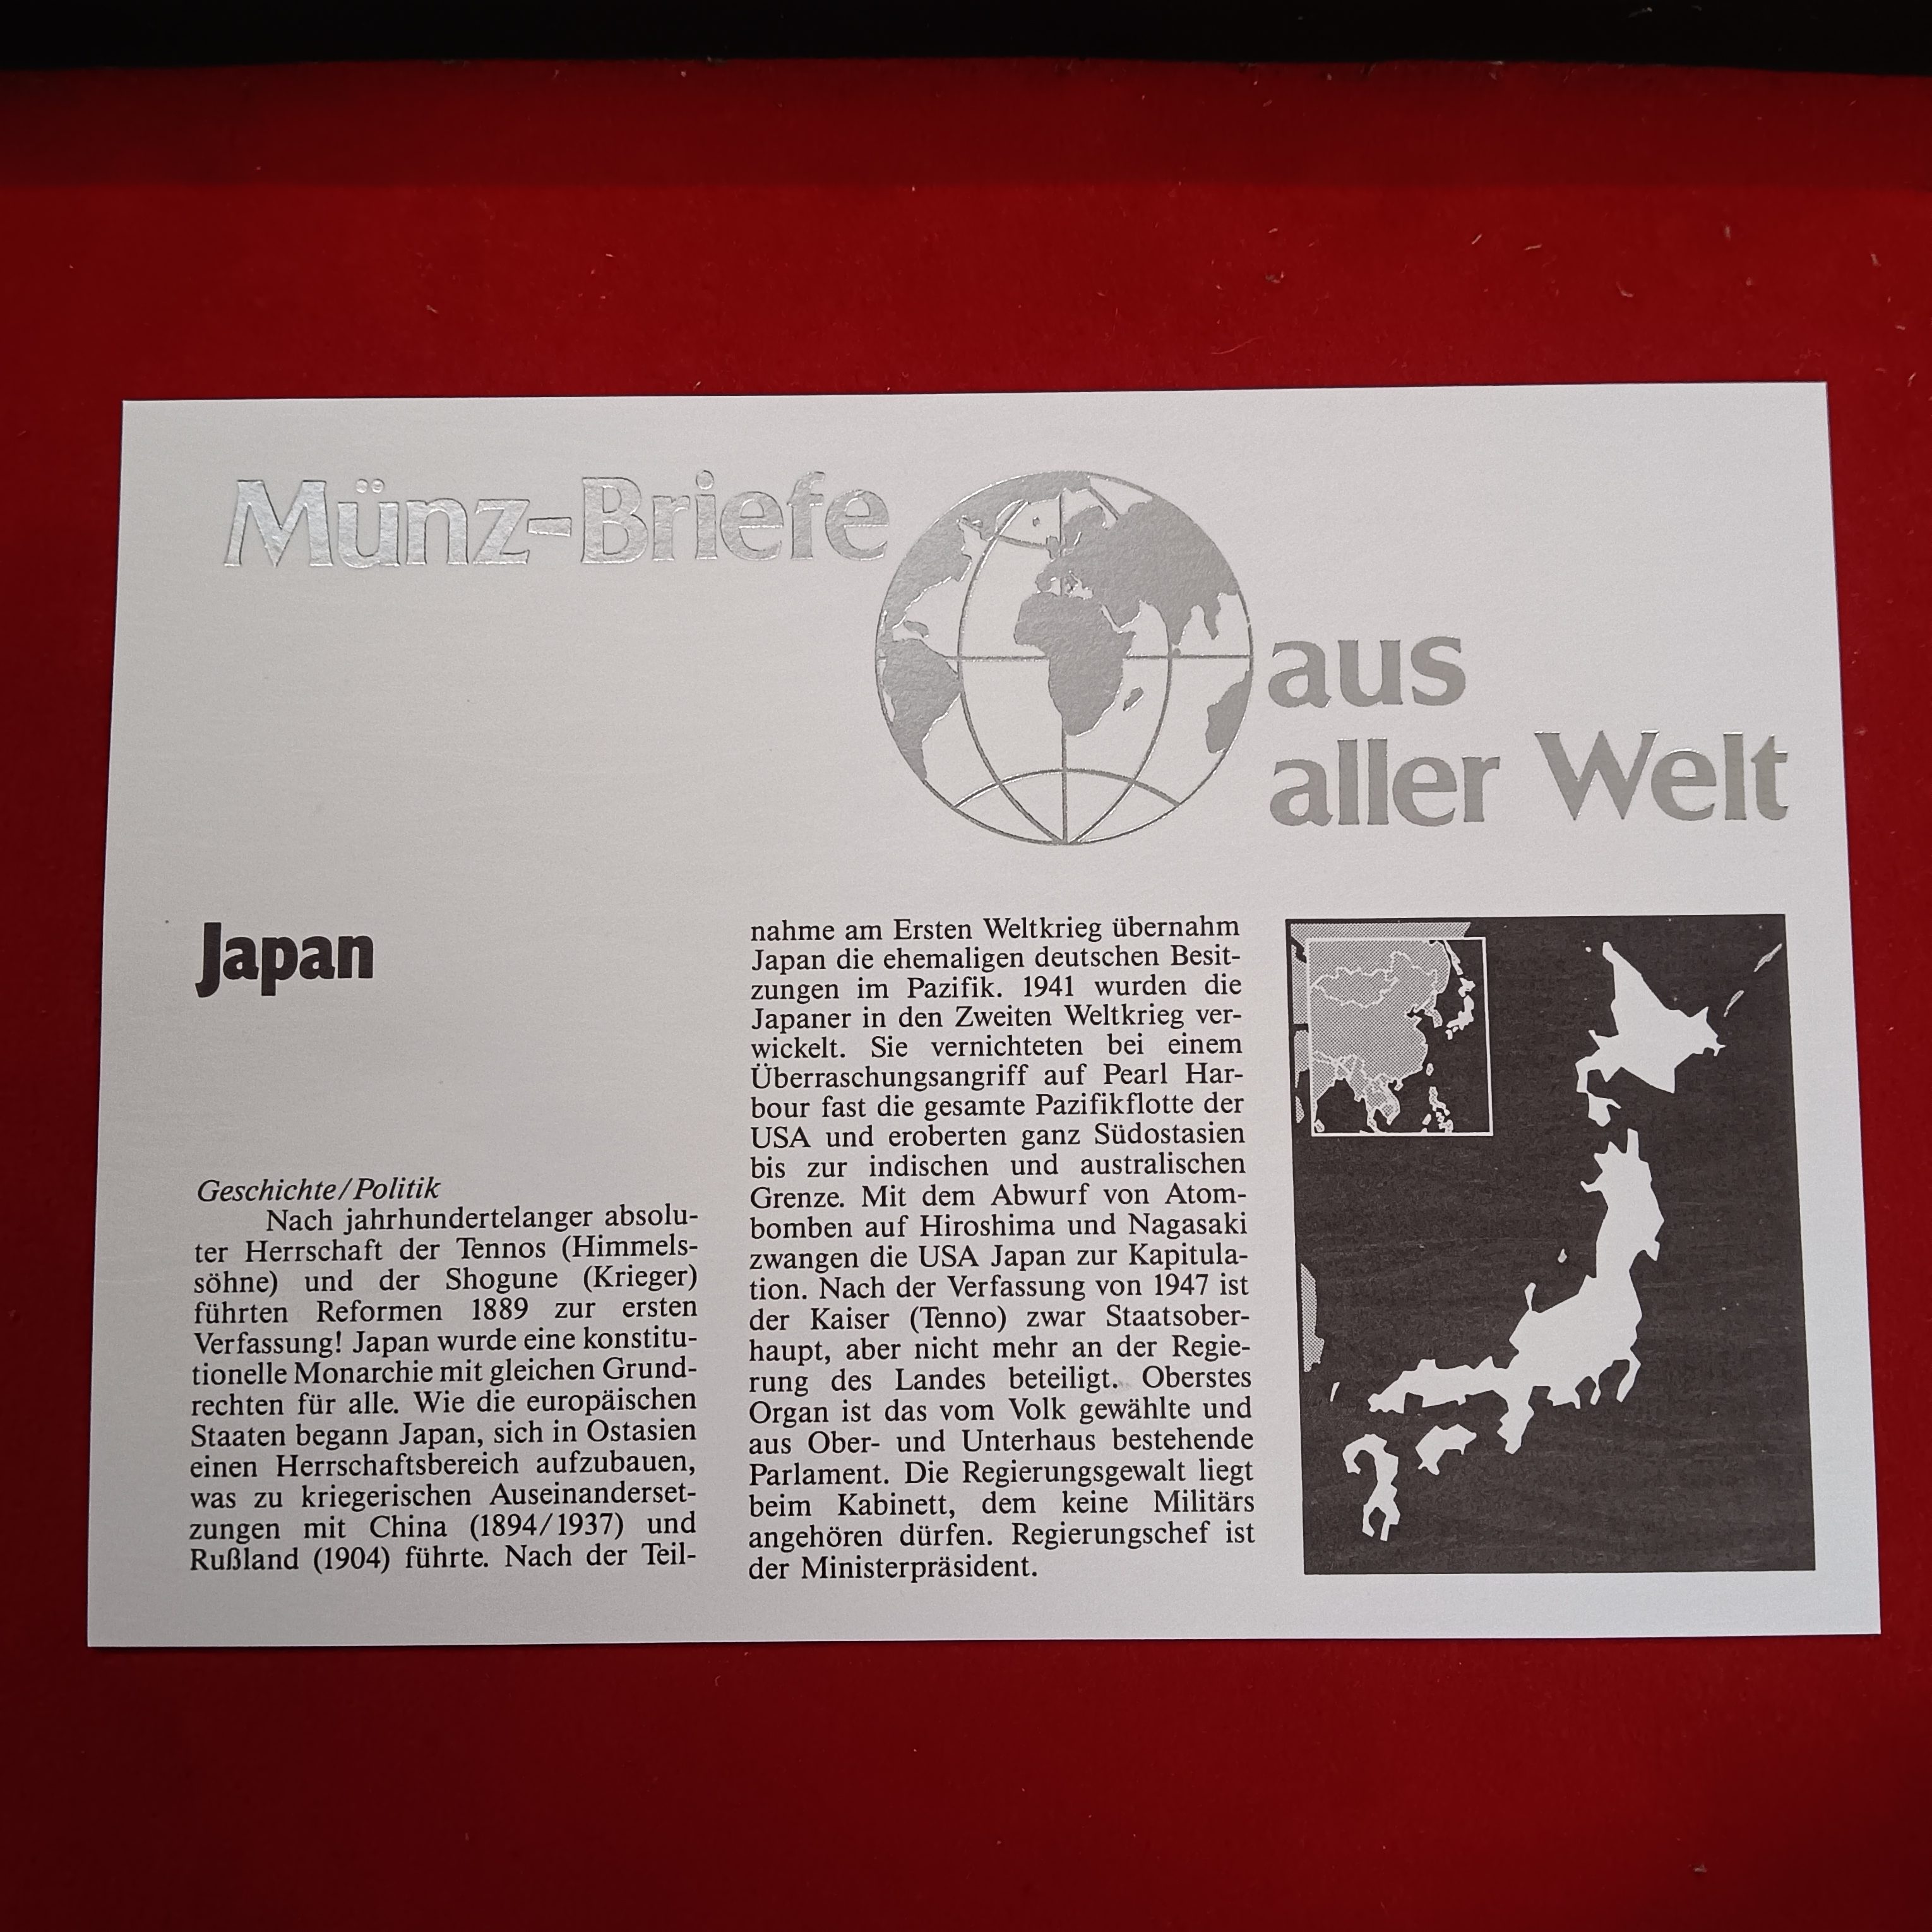 Münz-Briefe
aus
aller Welt
Japan
Geschichte/Politik
Nach jahrhundertelanger absolu-
ter Herrschaft der Tennos (Himmels-
söhne) und der Shogune (Krieger)
führten Reformen 1889 zur ersten
Verfassung! Japan wurde eine konstitu-
tionelle Monarchie mit gleichen Grund-
rechten für alle. Wie die europäischen
Staaten begann Japan, sich in Ostasien
einen Herrschaftsbereich aufzubauen,
was zu kriegerischen Auseinanderset-
zungen mit China (1894/1937) und
Rußland (1904) führte. Nach der Teil-
nahme am Ersten Weltkrieg übernahm
Japan die ehemaligen deutschen Besit-
zungen im Pazifik. 1941 wurden die
Japaner in den Zweiten Weltkrieg ver-
wickelt. Sie vernichteten bei einem
Überraschungsangriff auf Pearl Har-
bour fast die gesamte Pazifikflotte der
USA und eroberten ganz Südostasien
bis zur indischen und australischen
Grenze. Mit dem Abwurf von Atom-
bomben auf Hiroshima und Nagasaki
zwangen die USA Japan zur Kapitula-
tion. Nach der Verfassung von 1947 ist
der Kaiser (Tenno) zwar Staatsober-
haupt, aber nicht mehr an der Regie-
rung des Landes beteiligt. Oberstes
Organ ist das vom Volk gewählte und
aus Ober- und Unterhaus bestehende
Parlament. Die Regierungsgewalt liegt
beim Kabinett, dem keine Militärs
angehören dürfen. Regierungschef ist
der Ministerpräsident.